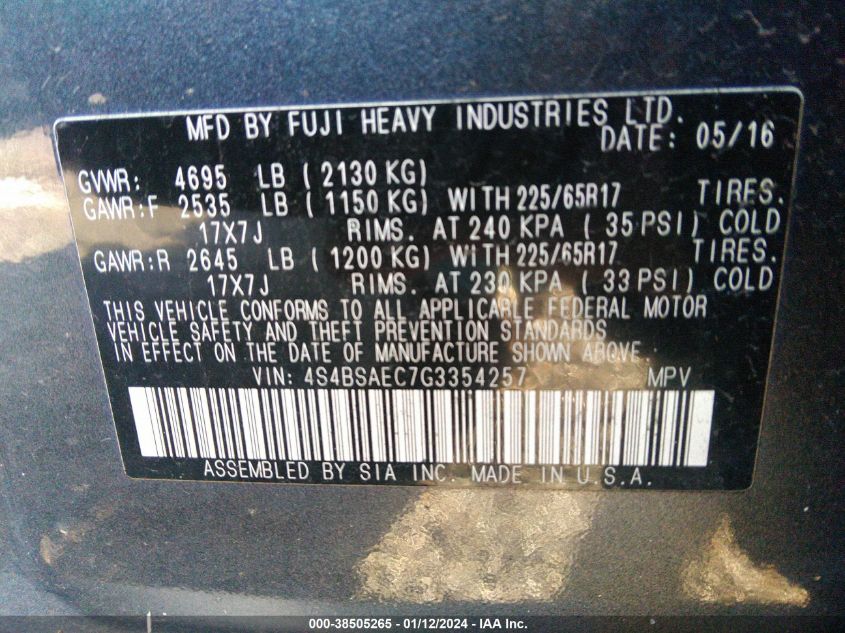 MFD BY FUJI HEAVY INDUSTRIES LTD.
DATE: 05/16
GVWR: 4695 LB ( 2130 KG)
GAWR:F 2535 LB ( 1150 KG) WITH 225/65R17 TIRES.
17X7J RIMS. AT 240 KPA ( 35 PSI) COLD
GAWR:R 2645 LB ( 1200 KG) WITH 225/65R17 TIRES.
17X7J RIMS. AT 230 KPA ( 33 PSI) COLD
THIS VEHICLE CONFORMS TO ALL APPLICABLE FEDERAL MOTOR
VEHICLE SAFETY AND THEFT PREVENTION STANDARDS
IN EFFECT ON THE DATE OF MANUFACTURE SHOWN ABOVE.
VIN: 4S4BSAEC7G3354257 MPV
ASSEMBLED BY SIA INC. MADE IN U.S.A.
000-38505265 - 01/12/2024 - IAA Inc.